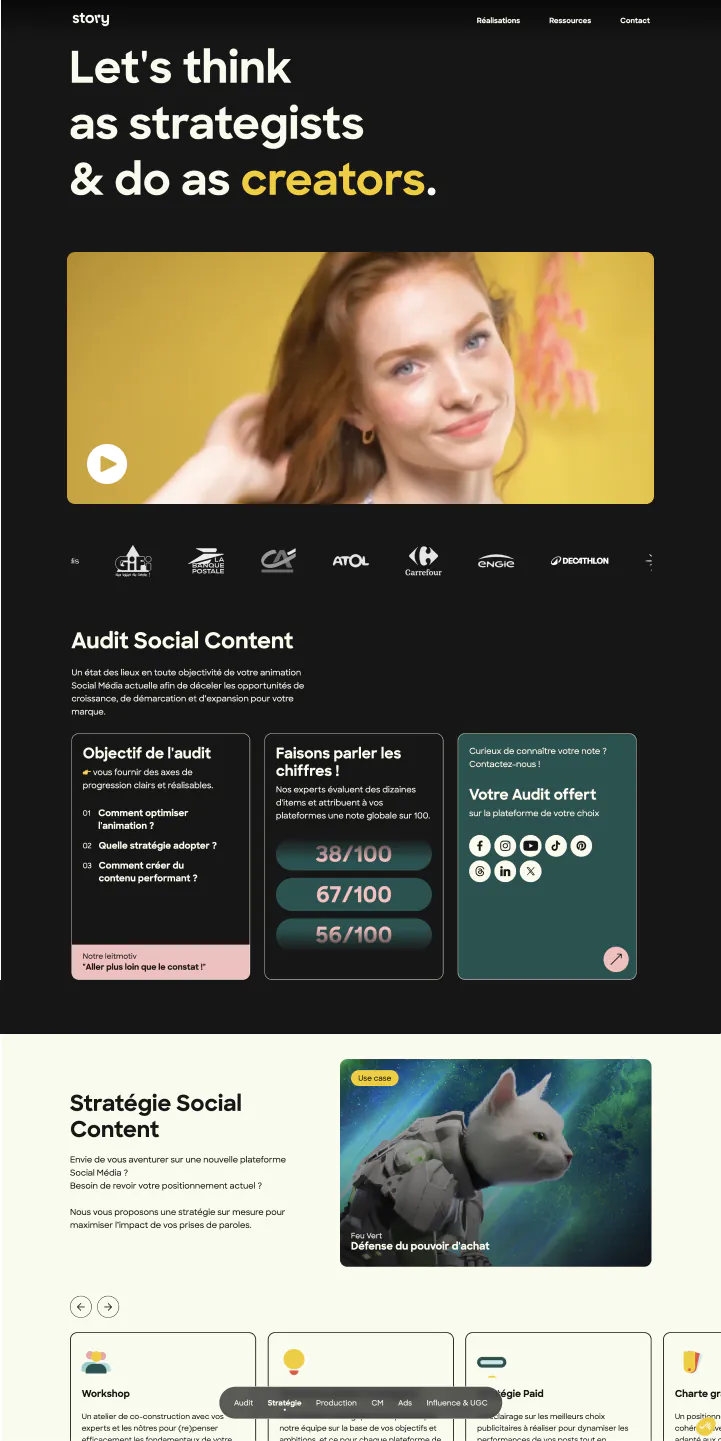 story
Réalisations
Ressources
Contact
Let's think
as strategists
& do as creators.
GiFi
LA
BANQUE
POSTALE
CA
ATOL
Carrefour
ENGIE
DECATHLON
Audit Social Content
Un état des lieux en toute objectivité de votre animation
Social Média actuelle afin de déceler les opportunités de
croissance, de démarcation et d'expansion pour votre
marque.
Objectif de l'audit
vous fournir des axes de
progression clairs et réalisables.
01 Comment optimiser
l'animation ?
02 Quelle stratégie adopter ?
03 Comment créer du
contenu performant ?
Notre leitmotiv
"Aller plus loin que le constat !"
Faisons parler les
chiffres !
Nos experts évaluent des dizaines
d'items et attribuent à vos
plateformes une note globale sur 100.
38/100
67/100
56/100
Curieux de connaître votre note ?
Contactez-nous !
Votre Audit offert
sur la plateforme de votre choix
Stratégie Social
Content
Envie de vous aventurer sur une nouvelle plateforme
Social Média ?
Besoin de revoir votre positionnement actuel ?
Nous vous proposons une stratégie sur mesure pour
maximiser l'impact de vos prises de paroles.
Use case
Feu Vert
Défense du pouvoir d'achat
Workshop
Un atelier de co-construction avec vos
experts et les nôtres pour (re)penser
efficacement les fondamentaux de votre
notre équipe sur la base de vos objectifs et
ambitions, et ce pour chaque plateforme de
égie Paid
clairage sur les meilleurs choix
publicitaires à réaliser pour dynamiser les
performances de vos posts tout en
Charte gr
Un position
cohér
adapté aux
Audit
Stratégie
Production
CM
Ads
Influence & UGC